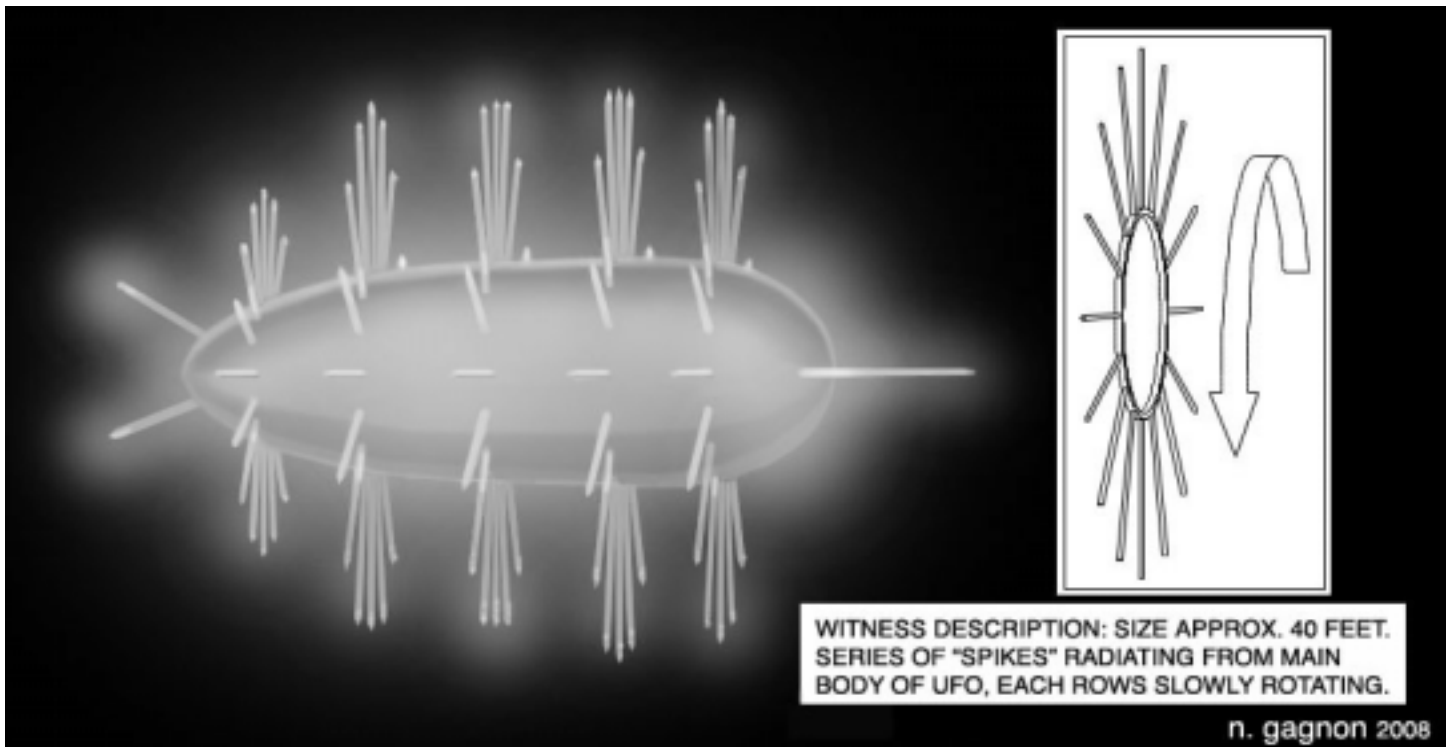 WITNESS DESCRIPTION: SIZE APPROX. 40 FEET.
SERIES OF "SPIKES" RADIATING FROM MAIN
BODY OF UFO, EACH ROWS SLOWLY ROTATING.
n. gagnon 2008